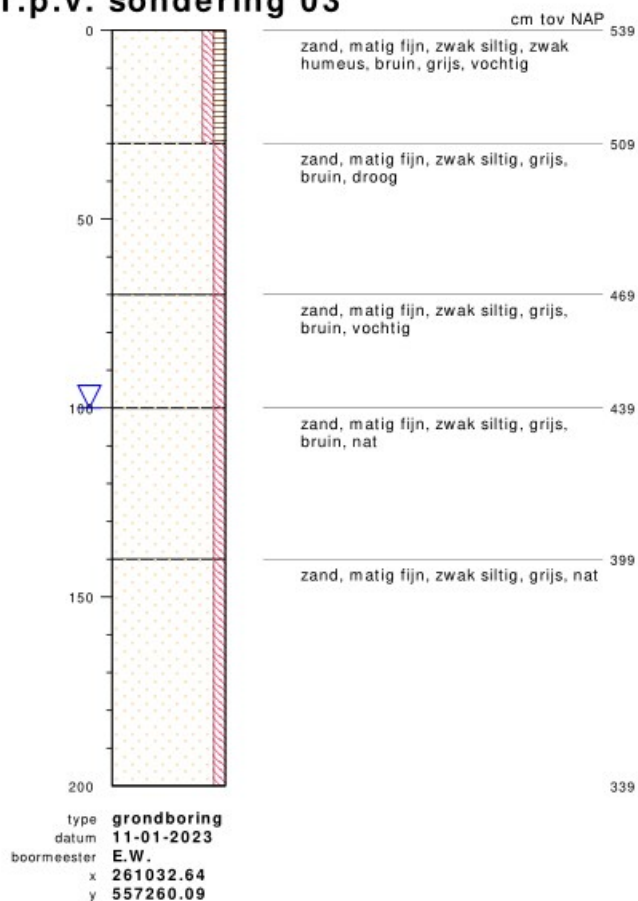 t.p.v. sondering 03
cm tov NAP
0
539
zand, matig fijn, zwak siltig, zwak
humeus, bruin, grijs, vochtig
509
zand, matig fijn, zwak siltig, grijs,
bruin, droog
50
469
zand, matig fijn, zwak siltig, grijs,
bruin, vochtig
100
439
zand, matig fijn, zwak siltig, grijs,
bruin, nat
399
zand, matig fijn, zwak siltig, grijs, nat
150
200
339
type grondboring
datum 11-01-2023
boormeester E.W.
x 261032.64
y 557260.09